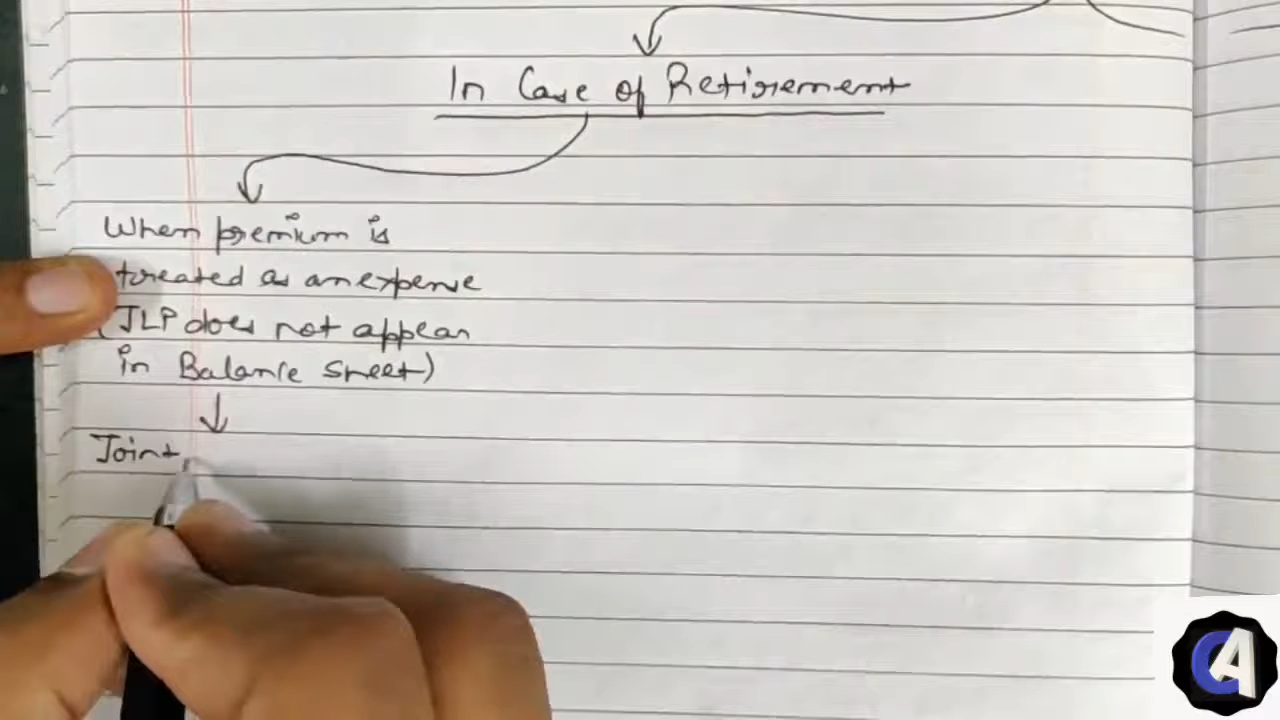 In Case of Retirement
When premium is
treated as an expense
(JLP does not appear
in Balance sheet)
Joint
CA